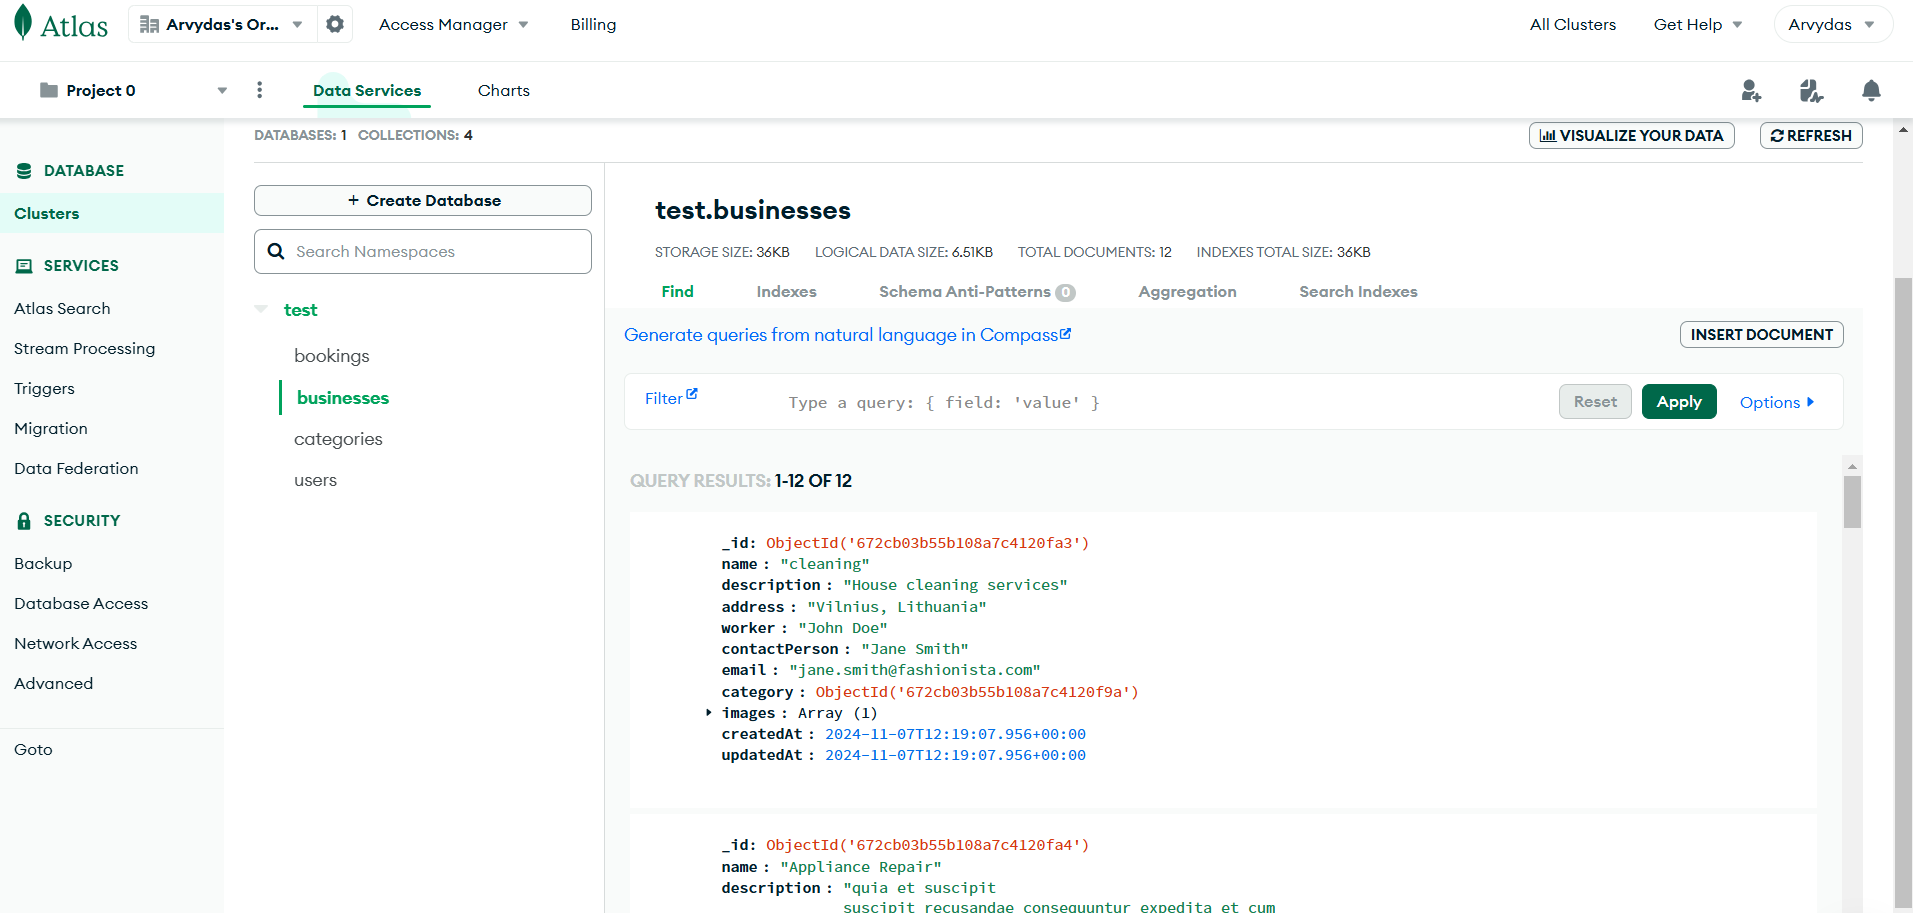 Atlas
Arvydas's Or...
Access Manager
Billing
All Clusters
Get Help
Arvydas
Project 0
Data Services
Charts
DATABASES: 1 COLLECTIONS: 4
VISUALIZE YOUR DATA
REFRESH
DATABASE
Clusters
SERVICES
Atlas Search
Stream Processing
Triggers
Migration
Data Federation
SECURITY
Backup
Database Access
Network Access
Advanced
Goto
+ Create Database
Search Namespaces
test
bookings
businesses
categories
users
test.businesses
STORAGE SIZE: 36KB LOGICAL DATA SIZE: 6.51KB TOTAL DOCUMENTS: 12 INDEXES TOTAL SIZE: 36KB
Find Indexes Schema Anti-Patterns 0 Aggregation Search Indexes
Generate queries from natural language in Compass
INSERT DOCUMENT
Filter
Type a query: { field: 'value' }
Reset
Apply
Options
QUERY RESULTS: 1-12 OF 12
_id: ObjectId('672cb03b55b108a7c4120fa3')
name : "cleaning"
description : "House cleaning services"
address : "Vilnius, Lithuania"
worker : "John Doe"
contactPerson : "Jane Smith"
email : "jane.smith@fashionista.com"
category : ObjectId('672cb03b55b108a7c4120f9a')
images : Array (1)
createdAt : 2024-11-07T12:19:07.956+00:00
updatedAt : 2024-11-07T12:19:07.956+00:00
_id: ObjectId('672cb03b55b108a7c4120fa4')
name : "Appliance Repair"
description : "quia et suscipit
suscipit recusandae consequuntur expedita et cum